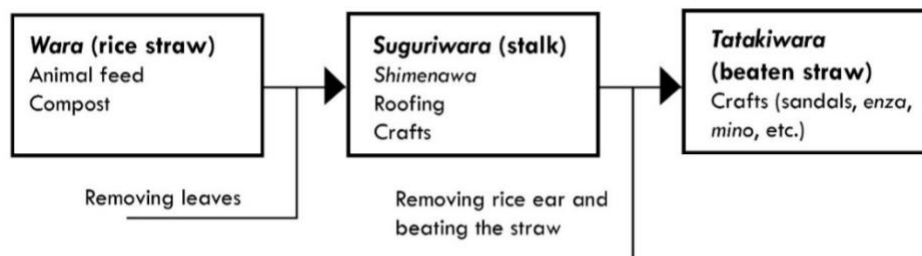 Wara (rice straw)
Animal feed
Compost
Suguriwara (stalk)
Shimenawa
Roofing
Crafts
Tatakiwara
(beaten straw)
Crafts (sandals, enza,
mino, etc.)
Removing leaves
Removing rice ear and
beating the straw